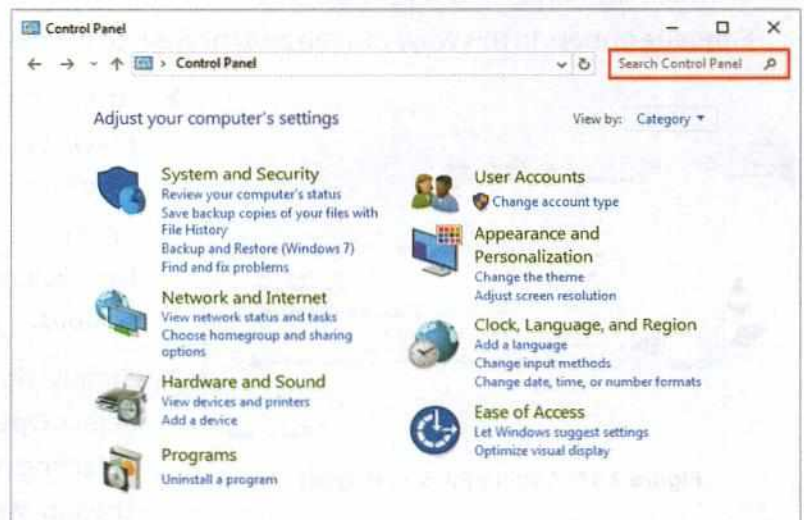 Control Panel
Control Panel
Search Control Panel
Adjust your computer's settings
View by: Category
System and Security
Review your computer's status
Save backup copies of your files with
File History
Backup and Restore (Windows 7)
Find and fix problems
Network and Internet
View network status and tasks
Choose homegroup and sharing
options
Hardware and Sound
View devices and printers
Add a device
Programs
Uninstall a program
User Accounts
Change account type
Appearance and
Personalization
Change the theme
Adjust screen resolution
Clock, Language, and Region
Add a language
Change input methods
Change date, time, or number formats
Ease of Access
Let Windows suggest settings
Optimize visual display